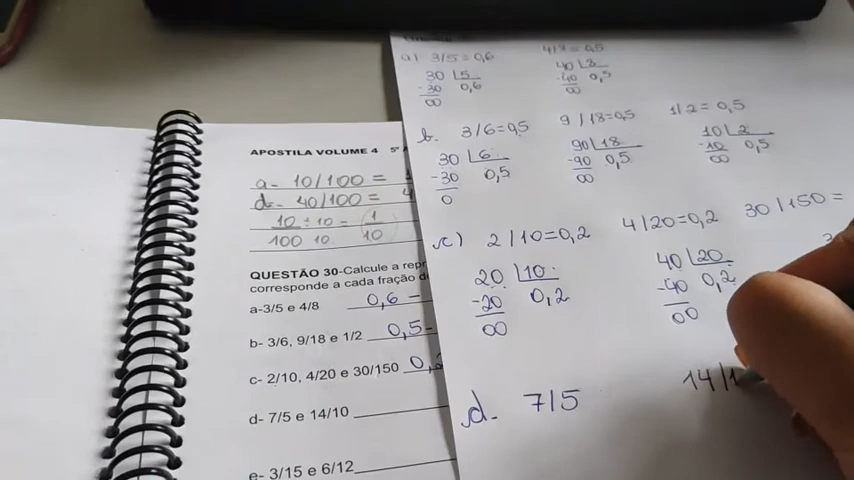 APOSTILA VOLUME 4 5º
a- 10/100 =
d- 40/100 = 4
10 ÷ 10 = 1
100 10 10
QUESTÃO 30-Calcule a
corresponde a cada fração
a-3/5 e 4/8 0,6 -
b- 3/6, 9/18 e 1/2 0,5-
c- 2/10, 4/20 e 30/150 0,
d- 7/5 e 14/10
e- 3/15 e 6/12
a) 3/5 = 0,6 4/8 = 0,5
30 5 40 8
-30 0,6 -40 0,5
00 00
b. 3/6=0,5 9/18=0,5 1/2=0,5
30 6 90 18 10 2
-30 0,5 -90 0,5 -10 0,5
0 00 00
c) 2/10=0,2 4/20=0,2 30/150=
20 10 40 20
-20 0,2 -40 0,2
00 00
d- 7/5 14/1